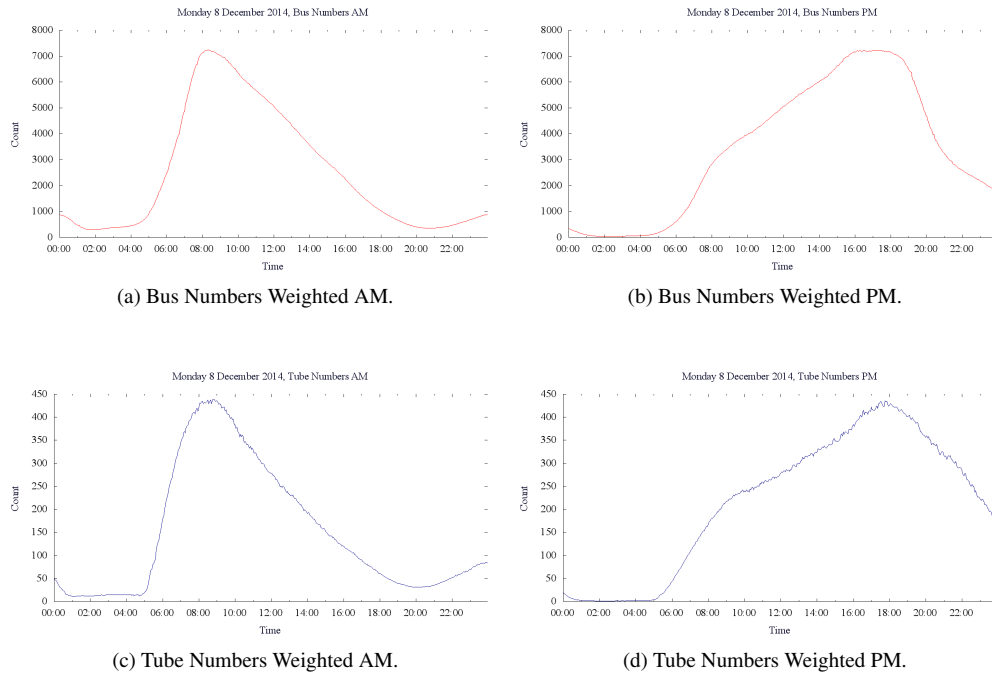 Monday 8 December 2014, Bus Numbers AM
8000
7000
6000
5000
4000
3000
2000
1000
0
Count
00:00 02:00 04:00 06:00 08:00 10:00 12:00 14:00 16:00 18:00 20:00 22:00
Time
(a) Bus Numbers Weighted AM.
Monday 8 December 2014, Bus Numbers PM
8000
7000
6000
5000
4000
3000
2000
1000
0
Count
00:00 02:00 04:00 06:00 08:00 10:00 12:00 14:00 16:00 18:00 20:00 22:00
Time
(b) Bus Numbers Weighted PM.
Monday 8 December 2014, Tube Numbers AM
450
400
350
300
250
200
150
100
50
0
Count
00:00 02:00 04:00 06:00 08:00 10:00 12:00 14:00 16:00 18:00 20:00 22:00
Time
(c) Tube Numbers Weighted AM.
Monday 8 December 2014, Tube Numbers PM
450
400
350
300
250
200
150
100
50
0
Count
00:00 02:00 04:00 06:00 08:00 10:00 12:00 14:00 16:00 18:00 20:00 22:00
Time
(d) Tube Numbers Weighted PM.